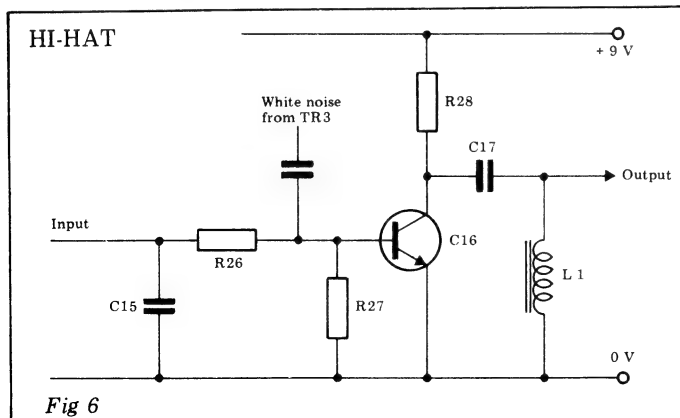 HI-HAT
+ 9 V
White noise
from TR3
R28
C17
Output
Input
C16
R26
L 1
C15
R27
0 V
Fig 6